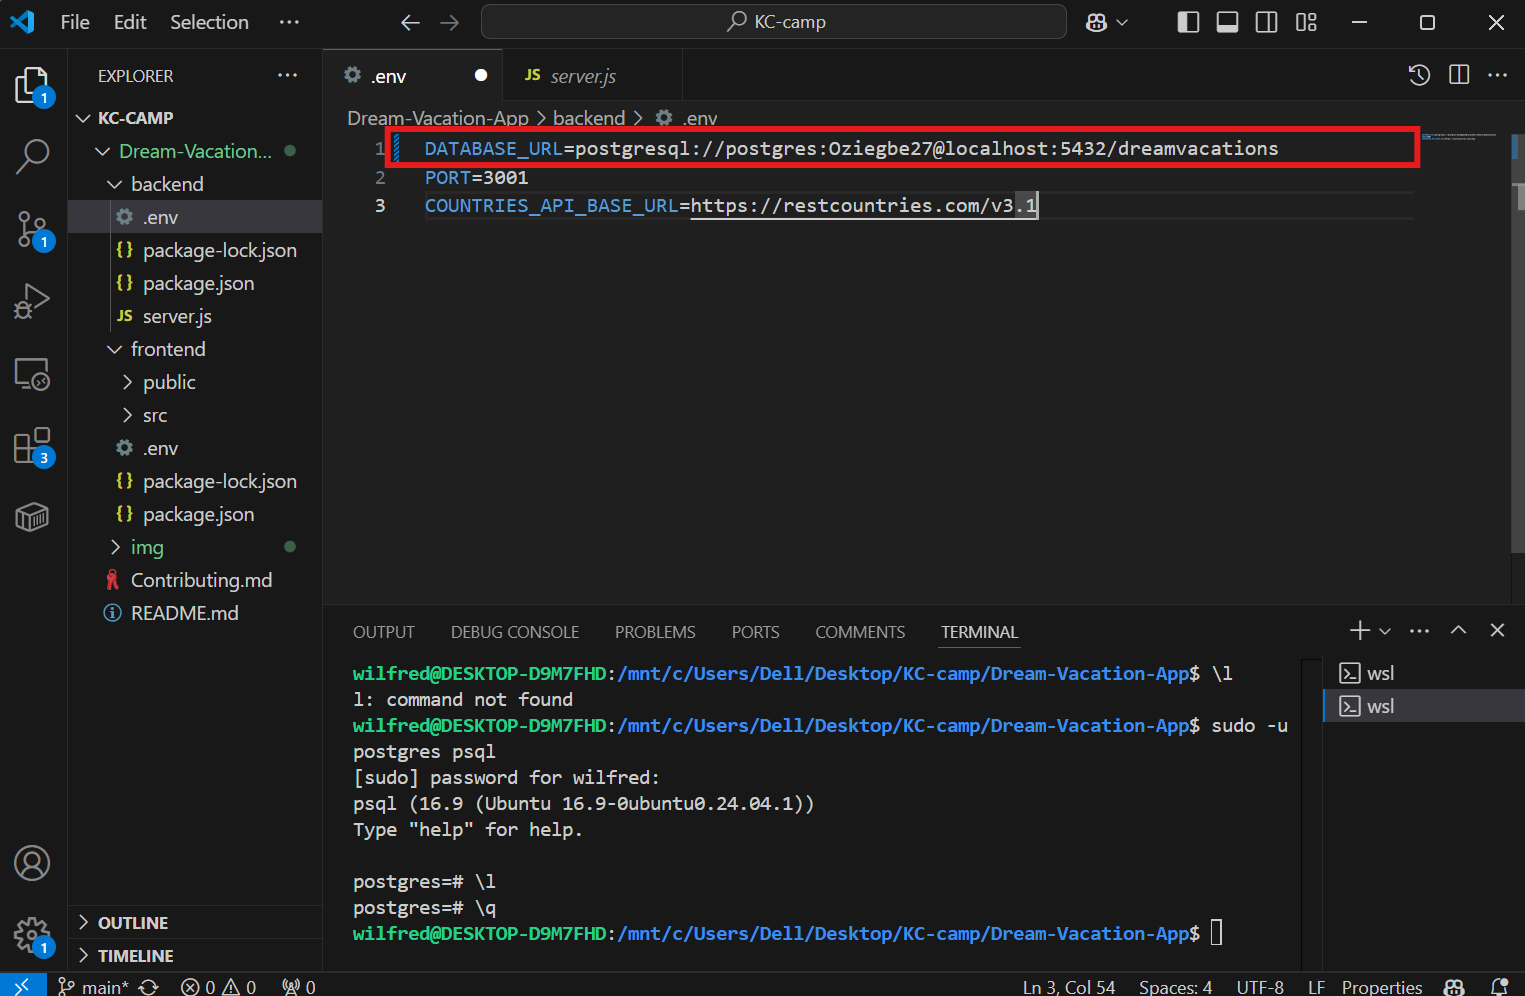 File Edit Selection ··· KC-camp
EXPLORER ···
KC-CAMP
Dream-Vacation...
backend
.env
package-lock.json
package.json
JS server.js
frontend
public
src
.env
package-lock.json
package.json
img
Contributing.md
README.md
OUTLINE
TIMELINE
1
1
3
1
.env JS server.js
Dream-Vacation-App > backend > .env
1 DATABASE_URL=postgresql://postgres:Oziegbe27@localhost:5432/dreamvacations
2 PORT=3001
3 COUNTRIES_API_BASE_URL=https://restcountries.com/v3.1
OUTPUT DEBUG CONSOLE PROBLEMS PORTS COMMENTS TERMINAL
wilfred@DESKTOP-D9M7FHD:/mnt/c/Users/Dell/Desktop/KC-camp/Dream-Vacation-App$ \l
l: command not found
wilfred@DESKTOP-D9M7FHD:/mnt/c/Users/Dell/Desktop/KC-camp/Dream-Vacation-App$ sudo -u
postgres psql
[sudo] password for wilfred:
psql (16.9 (Ubuntu 16.9-0ubuntu0.24.04.1))
Type "help" for help.
postgres=# \l
postgres=# \q
wilfred@DESKTOP-D9M7FHD:/mnt/c/Users/Dell/Desktop/KC-camp/Dream-Vacation-App$
wsl
wsl
main* 0 0 0 Ln 3, Col 54 Spaces: 4 UTF-8 LF Properties